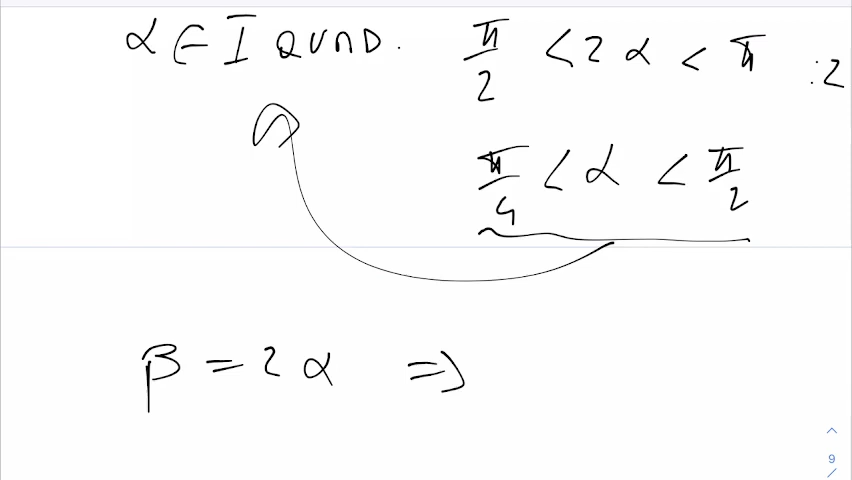 α ∈ I QUAD. π/2 < 2α < π :2
π/4 < α < π/2
β = 2α ⇒
9